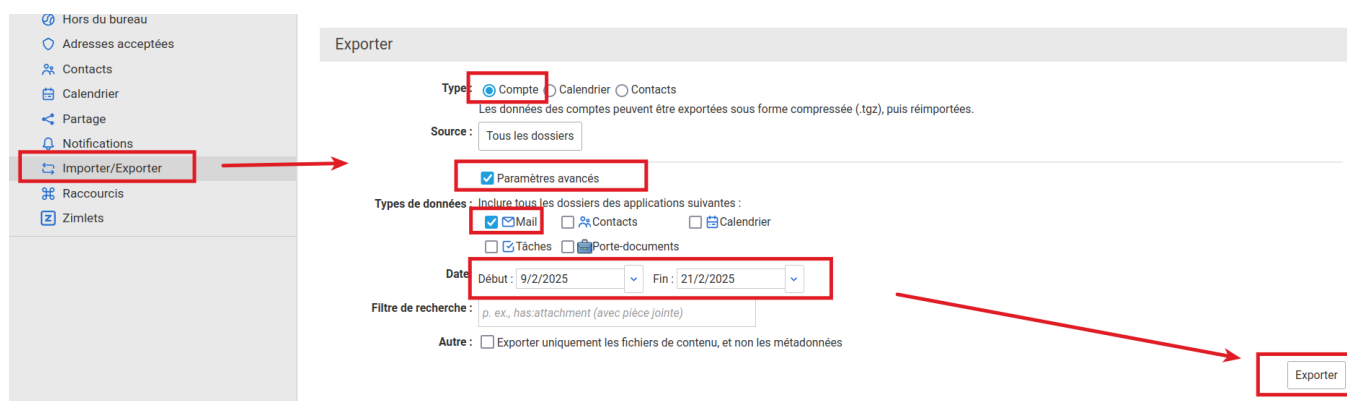 Hors du bureau
Adresses acceptées
Contacts
Calendrier
Partage
Notifications
Importer/Exporter
Raccourcis
Zimlets
Exporter
Type : Compte Calendrier Contacts
Les données des comptes peuvent être exportées sous forme compressée (.tgz), puis réimportées.
Source : Tous les dossiers
Paramètres avancés
Types de données : Inclure tous les dossiers des applications suivantes :
Mail Contacts Calendrier
Tâches Porte-documents
Date Début : 9/2/2025 Fin : 21/2/2025
Filtre de recherche : p. ex., has:attachment (avec pièce jointe)
Autre : Exporter uniquement les fichiers de contenu, et non les métadonnées
Exporter